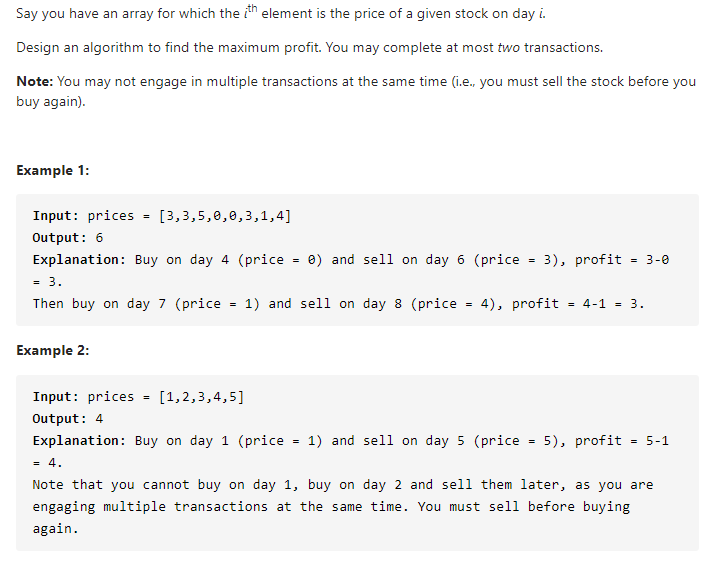 Say you have an array for which the ith element is the price of a given stock on day i.
Design an algorithm to find the maximum profit. You may complete at most two transactions.
Note: You may not engage in multiple transactions at the same time (i.e., you must sell the stock before you
buy again).
Example 1:
Input: prices = [3,3,5,0,0,3,1,4]
Output: 6
Explanation: Buy on day 4 (price = 0) and sell on day 6 (price = 3), profit = 3-0
= 3.
Then buy on day 7 (price = 1) and sell on day 8 (price = 4), profit = 4-1 = 3.
Example 2:
Input: prices = [1,2,3,4,5]
Output: 4
Explanation: Buy on day 1 (price = 1) and sell on day 5 (price = 5), profit = 5-1
= 4.
Note that you cannot buy on day 1, buy on day 2 and sell them later, as you are
engaging multiple transactions at the same time. You must sell before buying
again.